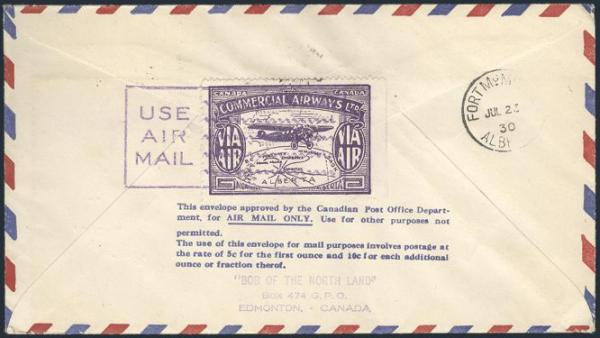 USE
AIR
MAIL
CANADA CANADA
COMMERCIAL AIRWAYS LTD.
VIA
AIR
VIA
AIR
ALBERTA
FORT McM
JUL 23
30
ALB
This envelope approved by the Canadian Post Office Depart-
ment, for AIR MAIL ONLY. Use for other purposes not
permitted.
The use of this envelope for mail purposes involves postage at
the rate of 5c for the first ounce and 10c for each additional
ounce or fraction therof.
"BOB OF THE NORTH LAND"
Box 474 G.P.O.
EDMONTON - CANADA